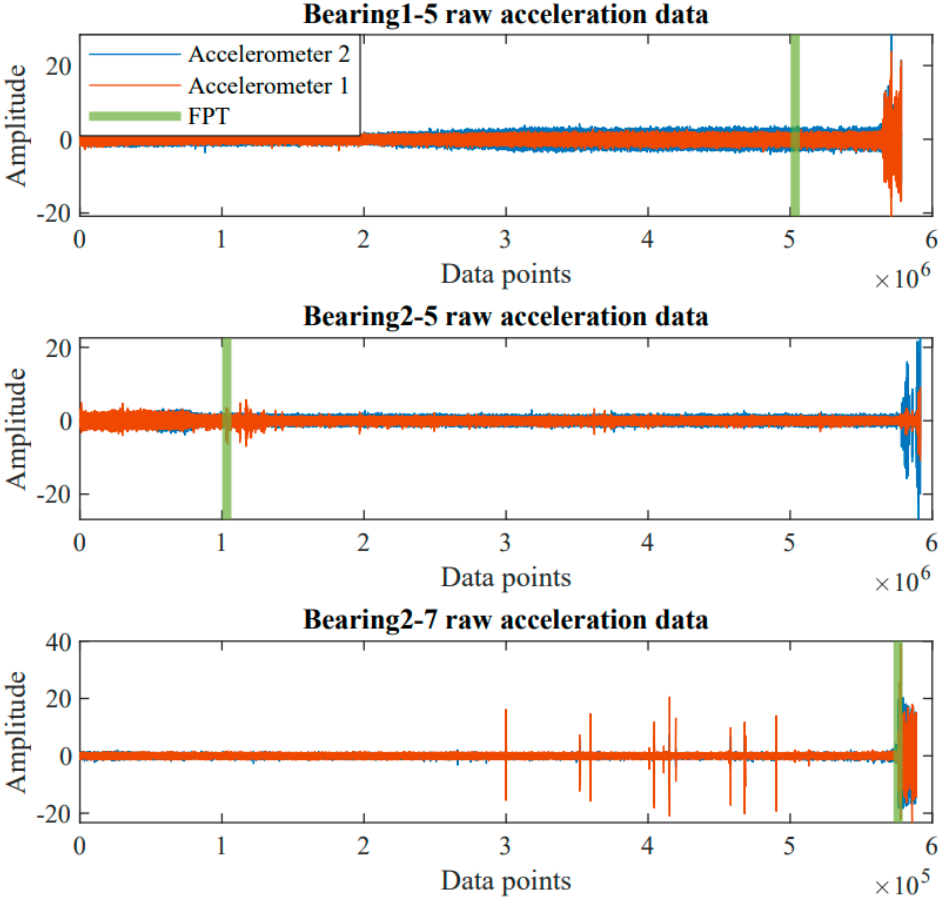 Bearing1-5 raw acceleration data
Accelerometer 2
Accelerometer 1
FPT
Amplitude
20
0
-20
0 1 2 3 4 5 6
Data points
×10^6
Bearing2-5 raw acceleration data
Amplitude
20
0
-20
0 1 2 3 4 5 6
Data points
×10^6
Bearing2-7 raw acceleration data
Amplitude
40
20
0
-20
0 1 2 3 4 5 6
Data points
×10^5